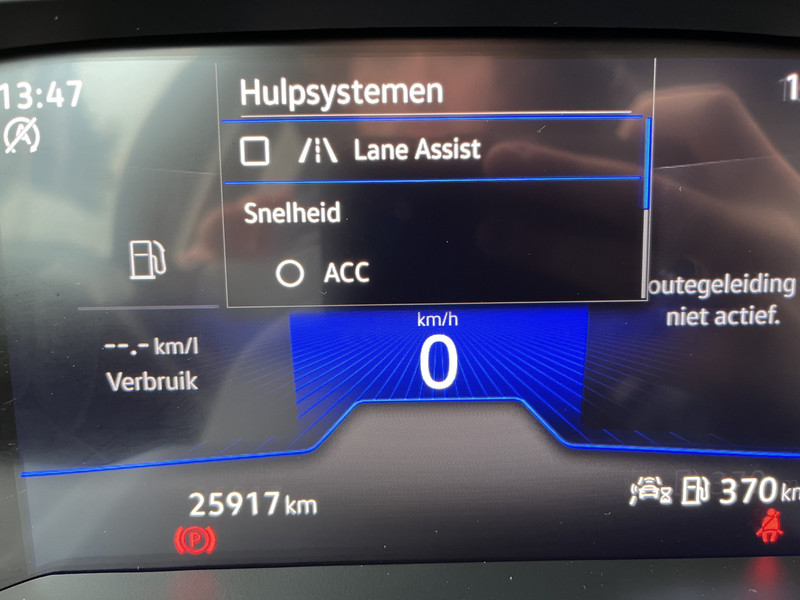 13:47
Hulpsystemen
Lane Assist
Snelheid
ACC
--.- km/l
Verbruik
outegeleiding
niet actief.
km/h
0
25917 km
370 km
P